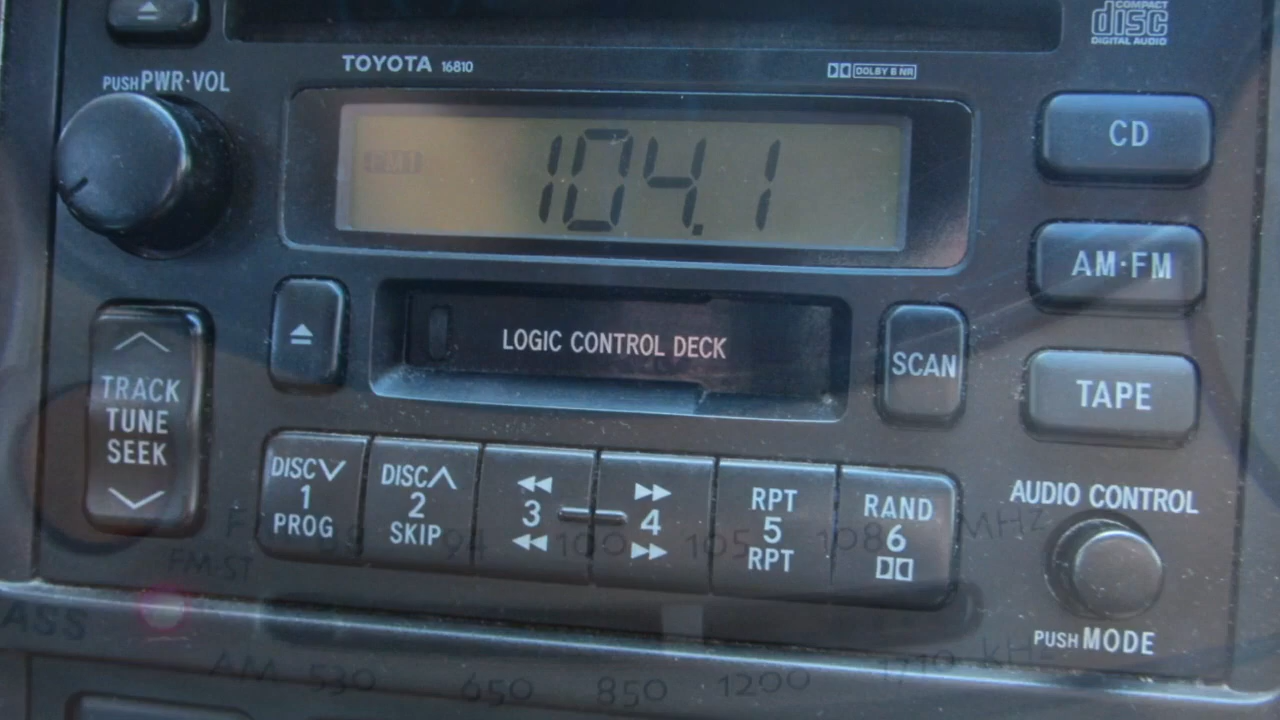 COMPACT
disc
DIGITAL AUDIO
TOYOTA 16810
DOLBY B NR
PUSH PWR·VOL
CD
FM1
104.1
AM·FM
LOGIC CONTROL DECK
SCAN
TAPE
TRACK
TUNE
SEEK
DISC
1
PROG
DISC
2
SKIP
3
4
RPT
5
RPT
RAND
6
AUDIO CONTROL
PUSH MODE
94 100 105 108 MHz
FM-ST
ASS
AM 530 650 850 1200 1710 kHz